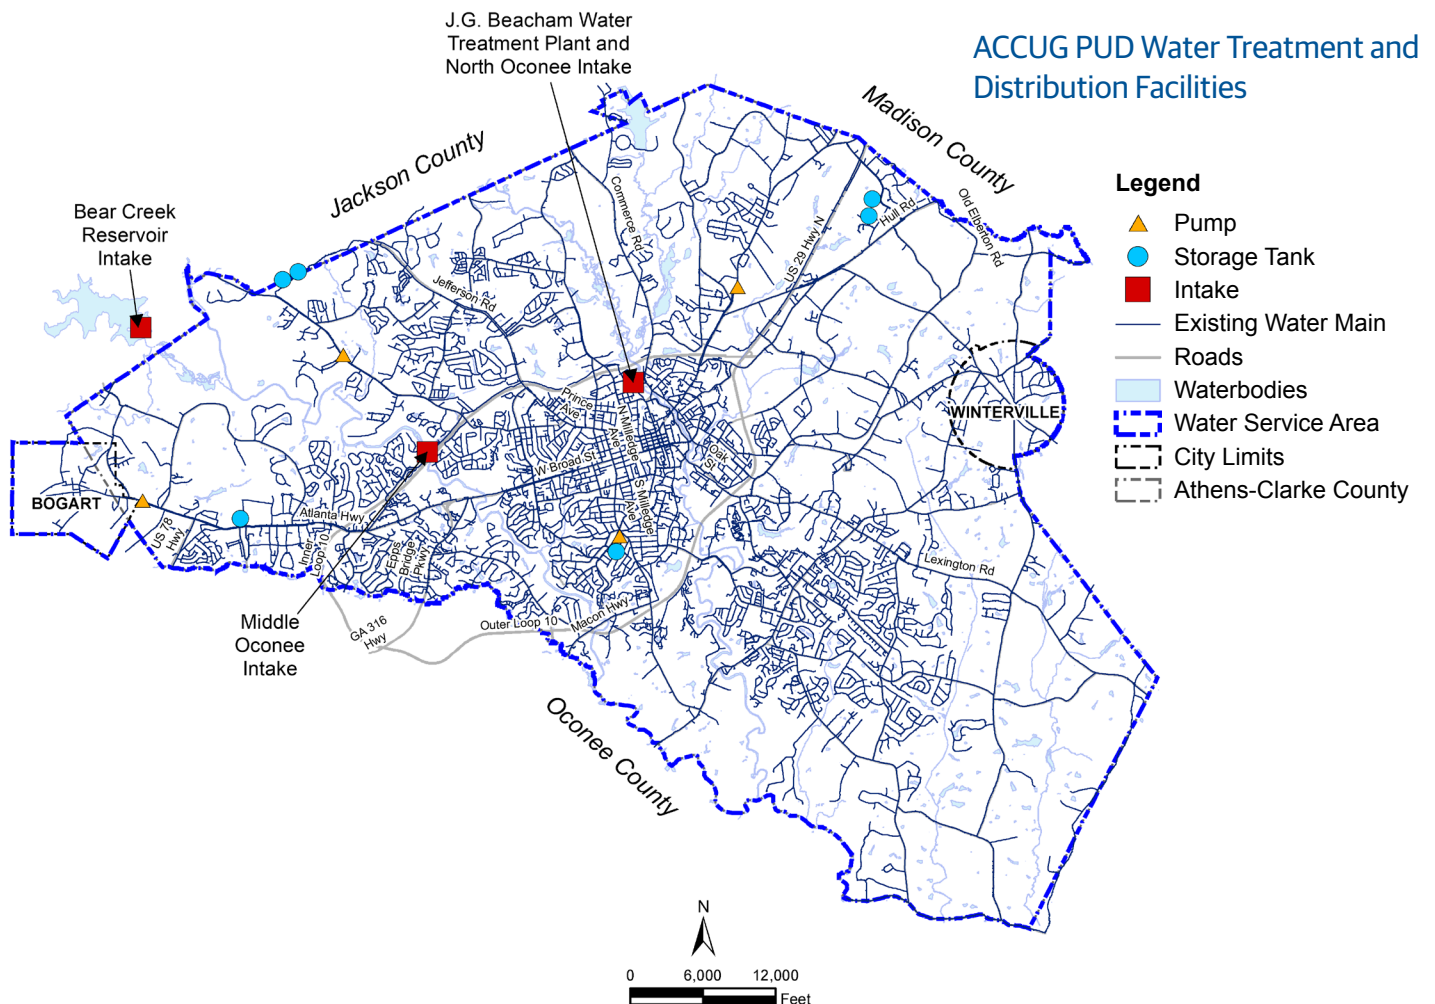 J.G. Beacham Water
Treatment Plant and
North Oconee Intake
ACCUG PUD Water Treatment and
Distribution Facilities
Madison County
Jackson County
Legend
Pump
Storage Tank
Intake
Existing Water Main
Roads
Waterbodies
Water Service Area
City Limits
Athens-Clarke County
Bear Creek
Reservoir
Intake
Commerce Rd
US 29 Hwy N
Hull Rd
Old Elberton
Rd
Jefferson Rd
Prince
Ave
N Milledge
Ave
Oak
St
W Broad St
S Milledge
Ave
WINTERVILLE
BOGART
US 78
Hwy
Atlanta Hwy
Inner
Loop 10
Epps
Bridge
Pkwy
Lexington Rd
Middle
Oconee
Intake
GA 316
Hwy
Outer Loop 10
Macon Hwy
Oconee County
N
0 6,000 12,000
Feet